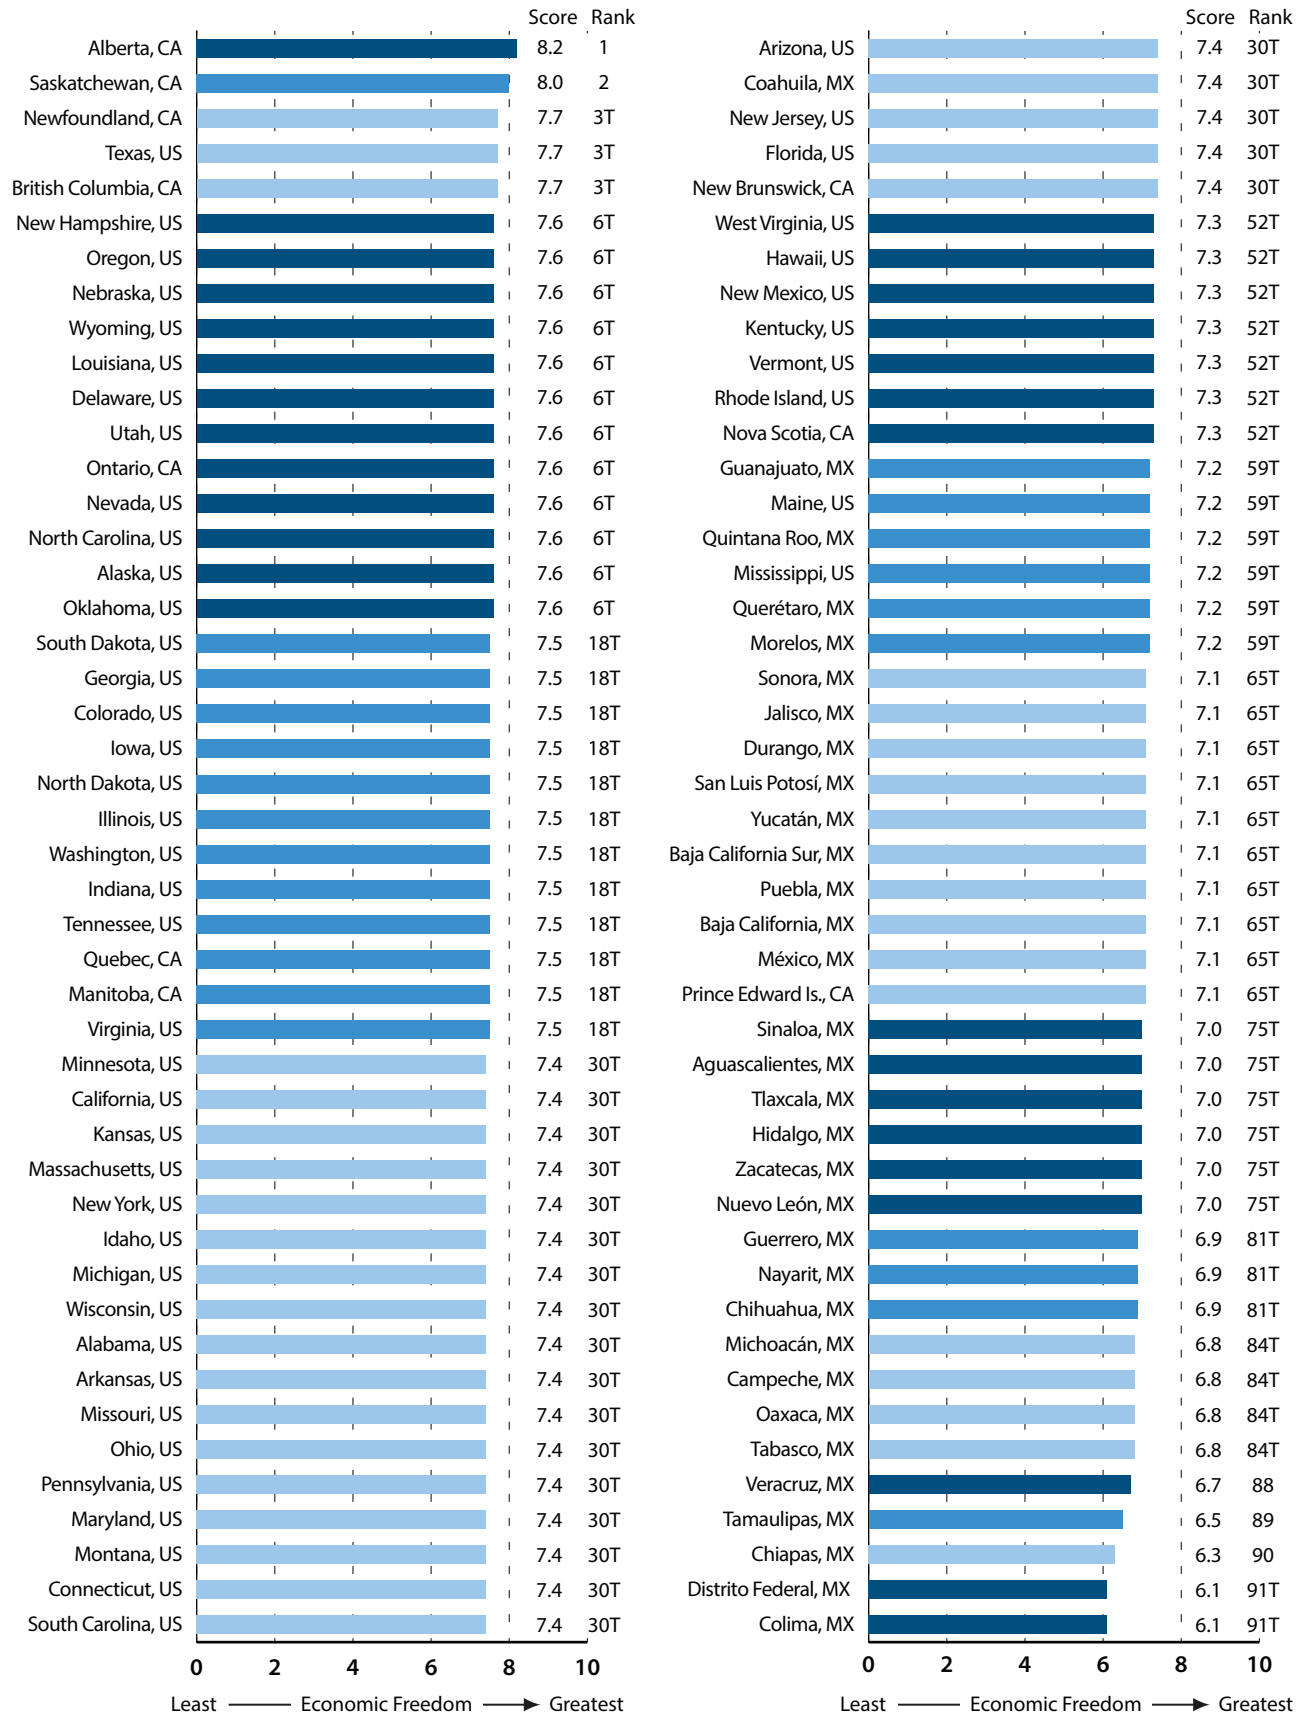 Score Rank
Alberta, CA 8.2 1
Saskatchewan, CA 8.0 2
Newfoundland, CA 7.7 3T
Texas, US 7.7 3T
British Columbia, CA 7.7 3T
New Hampshire, US 7.6 6T
Oregon, US 7.6 6T
Nebraska, US 7.6 6T
Wyoming, US 7.6 6T
Louisiana, US 7.6 6T
Delaware, US 7.6 6T
Utah, US 7.6 6T
Ontario, CA 7.6 6T
Nevada, US 7.6 6T
North Carolina, US 7.6 6T
Alaska, US 7.6 6T
Oklahoma, US 7.6 6T
South Dakota, US 7.5 18T
Georgia, US 7.5 18T
Colorado, US 7.5 18T
Iowa, US 7.5 18T
North Dakota, US 7.5 18T
Illinois, US 7.5 18T
Washington, US 7.5 18T
Indiana, US 7.5 18T
Tennessee, US 7.5 18T
Quebec, CA 7.5 18T
Manitoba, CA 7.5 18T
Virginia, US 7.5 18T
Minnesota, US 7.4 30T
California, US 7.4 30T
Kansas, US 7.4 30T
Massachusetts, US 7.4 30T
New York, US 7.4 30T
Idaho, US 7.4 30T
Michigan, US 7.4 30T
Wisconsin, US 7.4 30T
Alabama, US 7.4 30T
Arkansas, US 7.4 30T
Missouri, US 7.4 30T
Ohio, US 7.4 30T
Pennsylvania, US 7.4 30T
Maryland, US 7.4 30T
Montana, US 7.4 30T
Connecticut, US 7.4 30T
South Carolina, US 7.4 30T
0 2 4 6 8 10
Least Economic Freedom Greatest
Score Rank
Arizona, US 7.4 30T
Coahuila, MX 7.4 30T
New Jersey, US 7.4 30T
Florida, US 7.4 30T
New Brunswick, CA 7.4 30T
West Virginia, US 7.3 52T
Hawaii, US 7.3 52T
New Mexico, US 7.3 52T
Kentucky, US 7.3 52T
Vermont, US 7.3 52T
Rhode Island, US 7.3 52T
Nova Scotia, CA 7.3 52T
Guanajuato, MX 7.2 59T
Maine, US 7.2 59T
Quintana Roo, MX 7.2 59T
Mississippi, US 7.2 59T
Querétaro, MX 7.2 59T
Morelos, MX 7.2 59T
Sonora, MX 7.1 65T
Jalisco, MX 7.1 65T
Durango, MX 7.1 65T
San Luis Potosí, MX 7.1 65T
Yucatán, MX 7.1 65T
Baja California Sur, MX 7.1 65T
Puebla, MX 7.1 65T
Baja California, MX 7.1 65T
México, MX 7.1 65T
Prince Edward Is., CA 7.1 65T
Sinaloa, MX 7.0 75T
Aguascalientes, MX 7.0 75T
Tlaxcala, MX 7.0 75T
Hidalgo, MX 7.0 75T
Zacatecas, MX 7.0 75T
Nuevo León, MX 7.0 75T
Guerrero, MX 6.9 81T
Nayarit, MX 6.9 81T
Chihuahua, MX 6.9 81T
Michoacán, MX 6.8 84T
Campeche, MX 6.8 84T
Oaxaca, MX 6.8 84T
Tabasco, MX 6.8 84T
Veracruz, MX 6.7 88
Tamaulipas, MX 6.5 89
Chiapas, MX 6.3 90
Distrito Federal, MX 6.1 91T
Colima, MX 6.1 91T
0 2 4 6 8 10
Least Economic Freedom Greatest